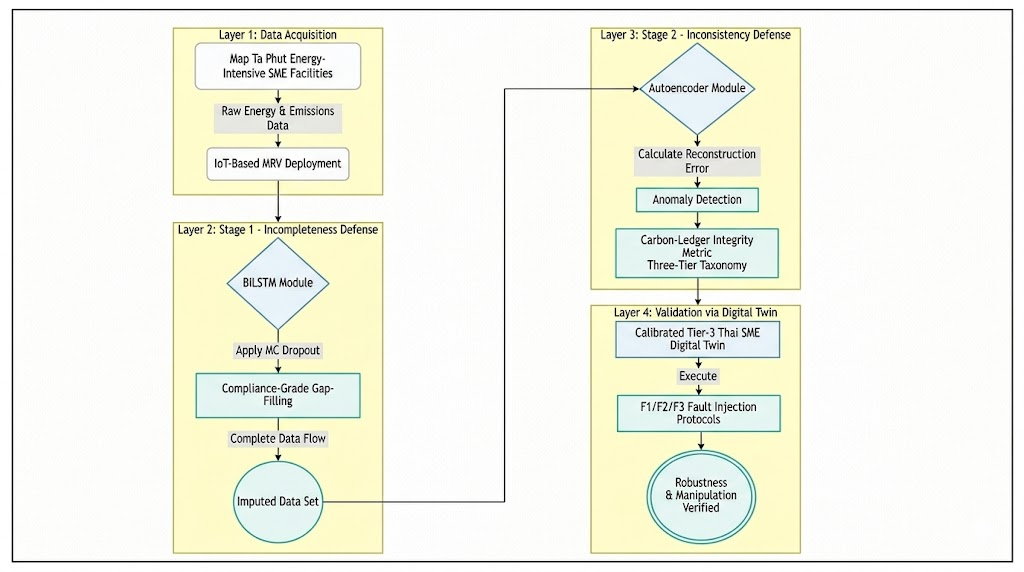 Layer 1: Data Acquisition
Map Ta Phut Energy-
Intensive SME Facilities
Raw Energy & Emissions
Data
IoT-Based MRV Deployment
Layer 2: Stage 1 - Incompleteness Defense
BiLSTM Module
Apply MC Dropout
Compliance-Grade Gap-
Filling
Complete Data Flow
Imputed Data Set
Layer 3: Stage 2 - Inconsistency Defense
Autoencoder Module
Calculate Reconstruction
Error
Anomaly Detection
Carbon-Ledger Integrity
Metric
Three-Tier Taxonomy
Layer 4: Validation via Digital Twin
Calibrated Tier-3 Thai SME
Digital Twin
Execute
F1/F2/F3 Fault Injection
Protocols
Robustness
& Manipulation
Verified